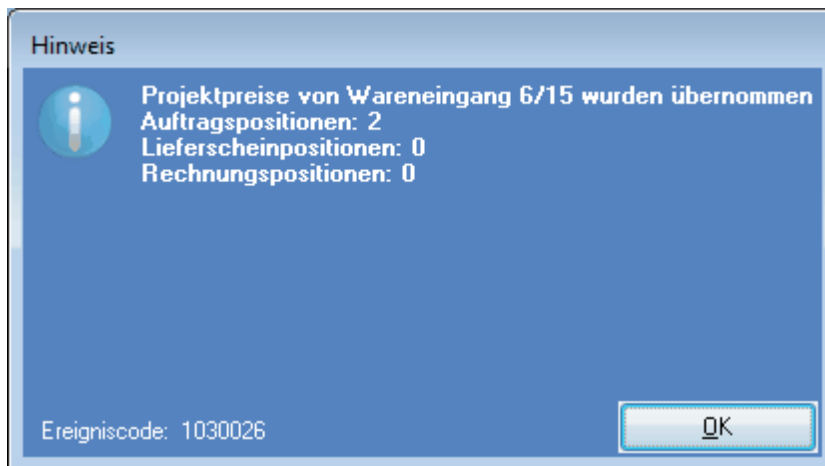 Hinweis
Projektpreise von Wareneingang 6/15 wurden übernommen
Auftragspositionen: 2
Lieferscheinpositionen: 0
Rechnungspositionen: 0
Ereigniscode: 1030026
OK